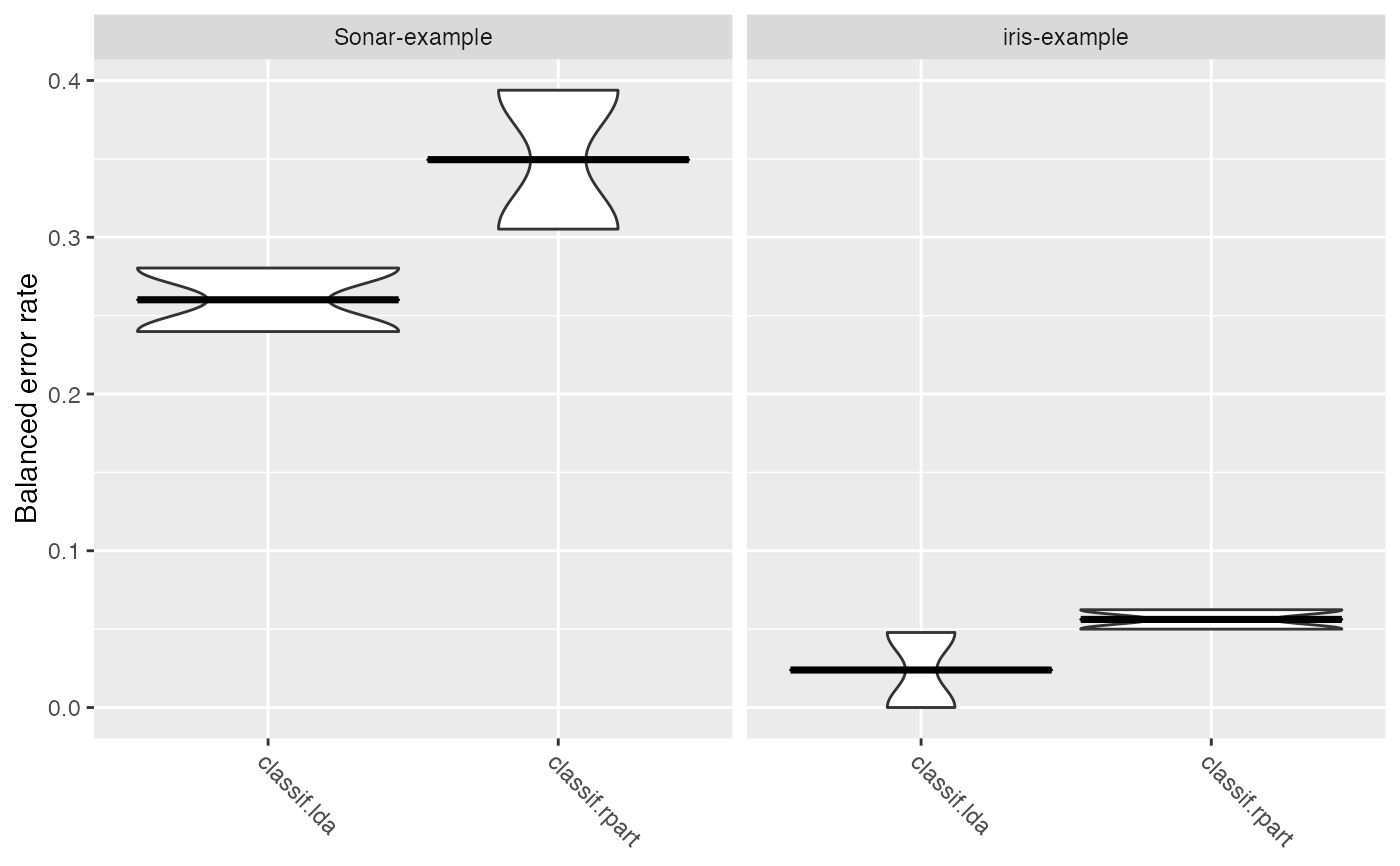 Sonar-example
iris-example
Balanced error rate
0.4
0.3
0.2
0.1
0.0
classif.lda
classif.rpart
classif.lda
classif.rpart